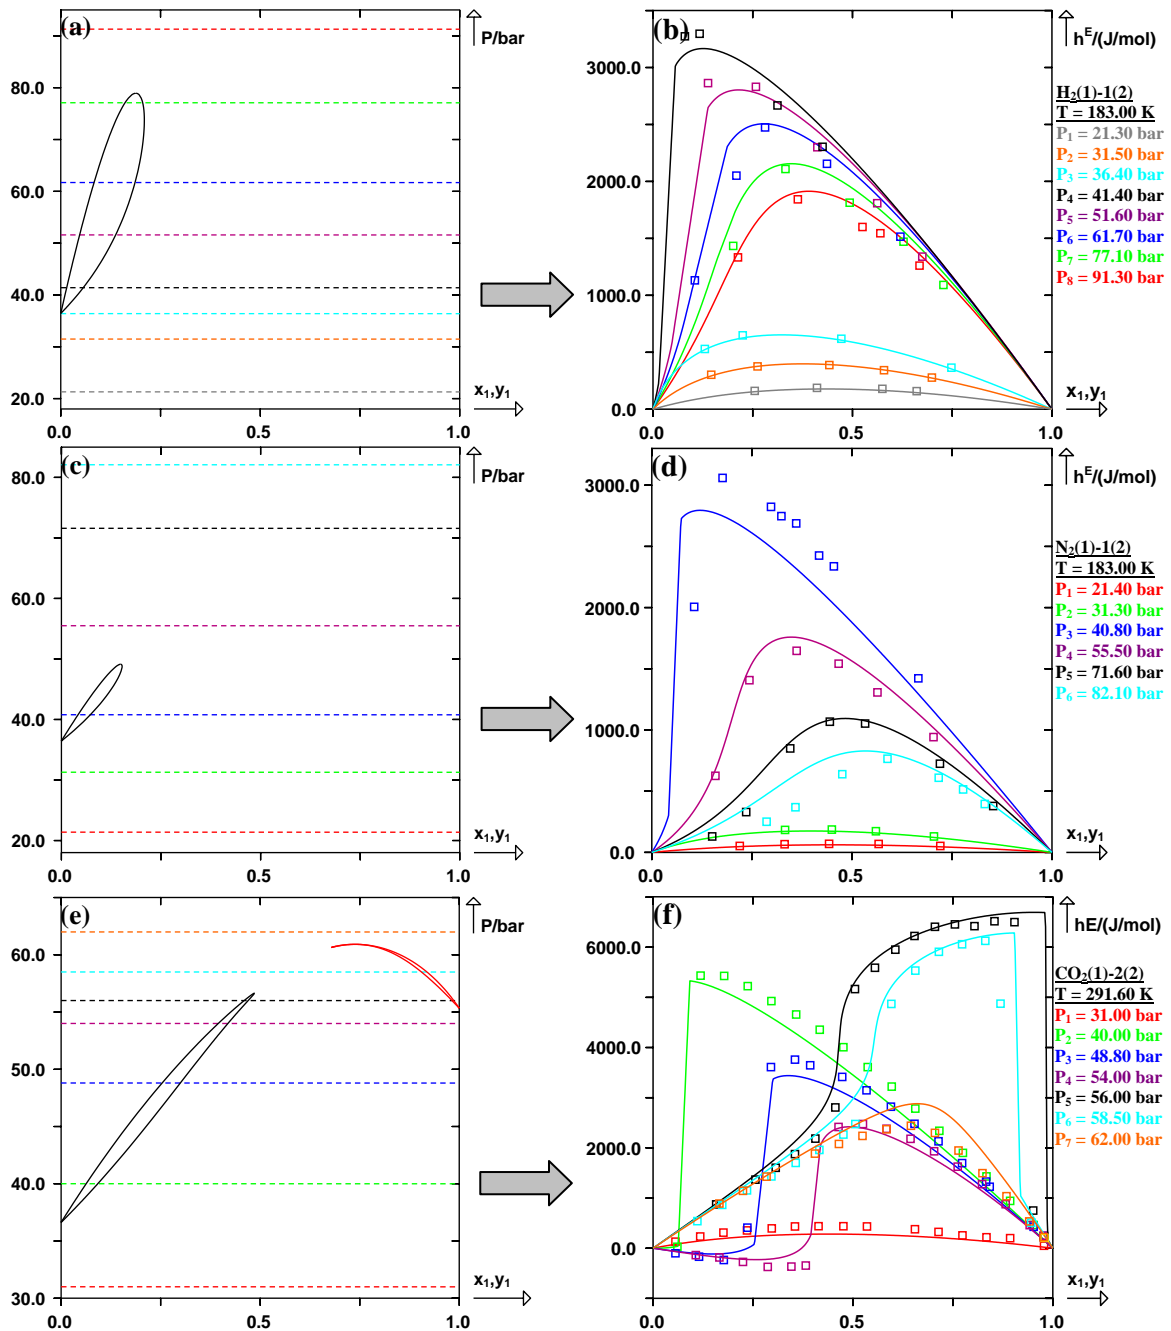 (a)
P/bar
80.0
60.0
40.0
20.0
x₁,y₁
0.0 0.5 1.0
(b)
hᴱ/(J/mol)
3000.0
2000.0
1000.0
0.0
x₁,y₁
0.0 0.5 1.0
H₂(1)-1(2)
T = 183.00 K
P₁ = 21.30 bar
P₂ = 31.50 bar
P₃ = 36.40 bar
P₄ = 41.40 bar
P₅ = 51.60 bar
P₆ = 61.70 bar
P₇ = 77.10 bar
P₈ = 91.30 bar
(c)
P/bar
80.0
60.0
40.0
20.0
x₁,y₁
0.0 0.5 1.0
(d)
hᴱ/(J/mol)
3000.0
2000.0
1000.0
0.0
x₁,y₁
0.0 0.5 1.0
N₂(1)-1(2)
T = 183.00 K
P₁ = 21.40 bar
P₂ = 31.30 bar
P₃ = 40.80 bar
P₄ = 55.50 bar
P₅ = 71.60 bar
P₆ = 82.10 bar
(e)
P/bar
60.0
50.0
40.0
30.0
x₁,y₁
0.0 0.5 1.0
(f)
hE/(J/mol)
6000.0
4000.0
2000.0
0.0
x₁,y₁
0.0 0.5 1.0
CO₂(1)-2(2)
T = 291.60 K
P₁ = 31.00 bar
P₂ = 40.00 bar
P₃ = 48.80 bar
P₄ = 54.00 bar
P₅ = 56.00 bar
P₆ = 58.50 bar
P₇ = 62.00 bar